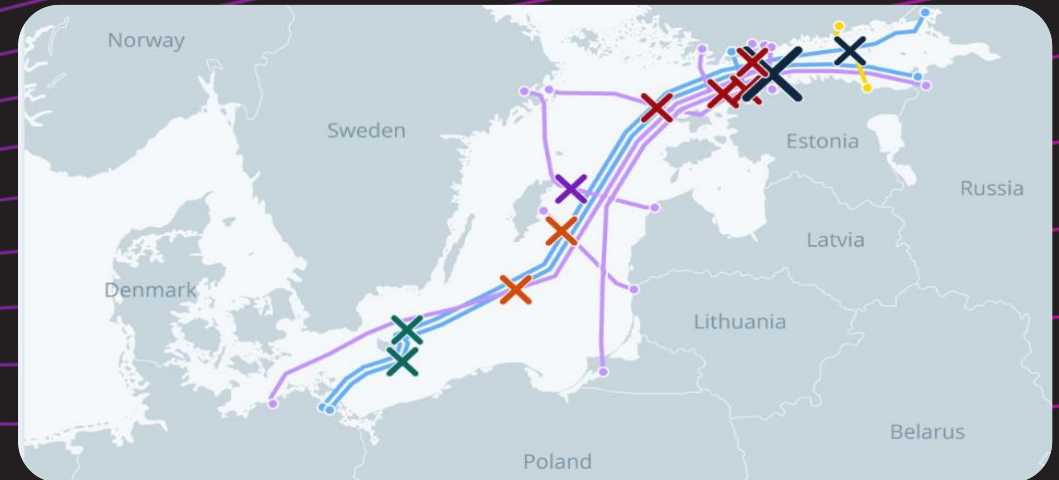 Norway
Sweden
Estonia
Russia
Latvia
Denmark
Lithuania
Belarus
Poland